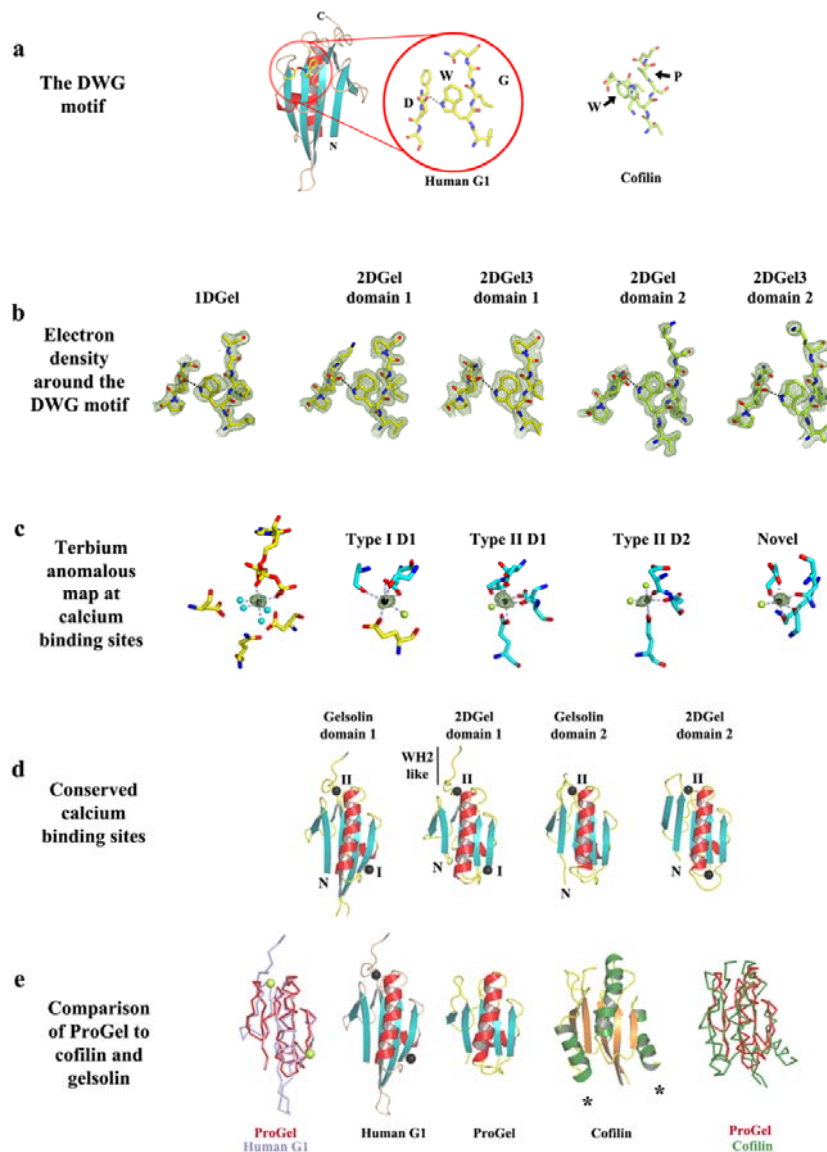 a
The DWG
motif
C
N
D
W
G
Human G1
W
P
Cofilin
b
Electron
density
around the
DWG motif
1DGel
2DGel
domain 1
2DGel3
domain 1
2DGel
domain 2
2DGel3
domain 2
c
Terbium
anomalous
map at
calcium
binding sites
Type I D1
Type II D1
Type II D2
Novel
d
Conserved
calcium
binding sites
Gelsolin
domain 1
2DGel
domain 1
Gelsolin
domain 2
2DGel
domain 2
WH2
like
II
N
I
II
N
I
II
N
II
N
e
Comparison
of ProGel to
cofilin and
gelsolin
ProGel
Human G1
Human G1
ProGel
*
*
Cofilin
ProGel
Cofilin